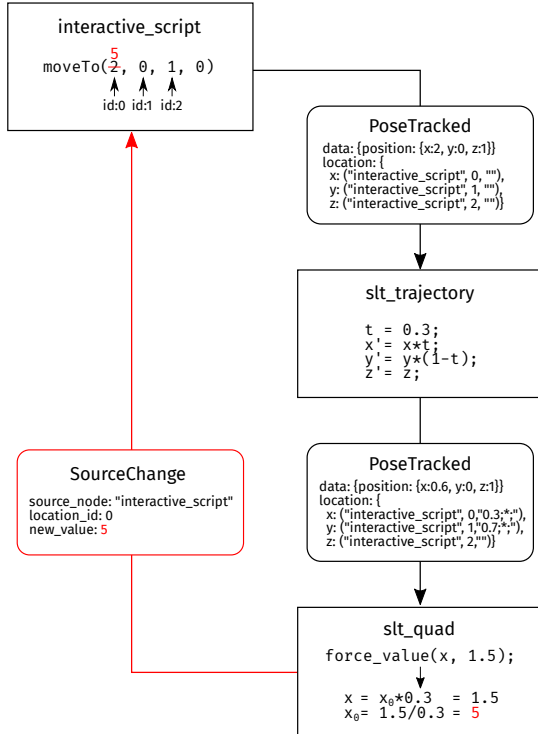 interactive_script
5
moveTo(2, 0, 1, 0)
id:0 id:1 id:2
PoseTracked
data: {position: {x:2, y:0, z:1}}
location: {
x: ("interactive_script", 0, ""),
y: ("interactive_script", 1, ""),
z: ("interactive_script", 2, "")}
slt_trajectory
t = 0.3;
x'= x*t;
y'= y*(1-t);
z'= z;
SourceChange
source_node: "interactive_script"
location_id: 0
new_value: 5
PoseTracked
data: {position: {x:0.6, y:0, z:1}}
location: {
x: ("interactive_script", 0,"0.3;*;"),
y: ("interactive_script", 1,"0.7;*;"),
z: ("interactive_script", 2,"")}
slt_quad
force_value(x, 1.5);
x = x₀*0.3 = 1.5
x₀= 1.5/0.3 = 5